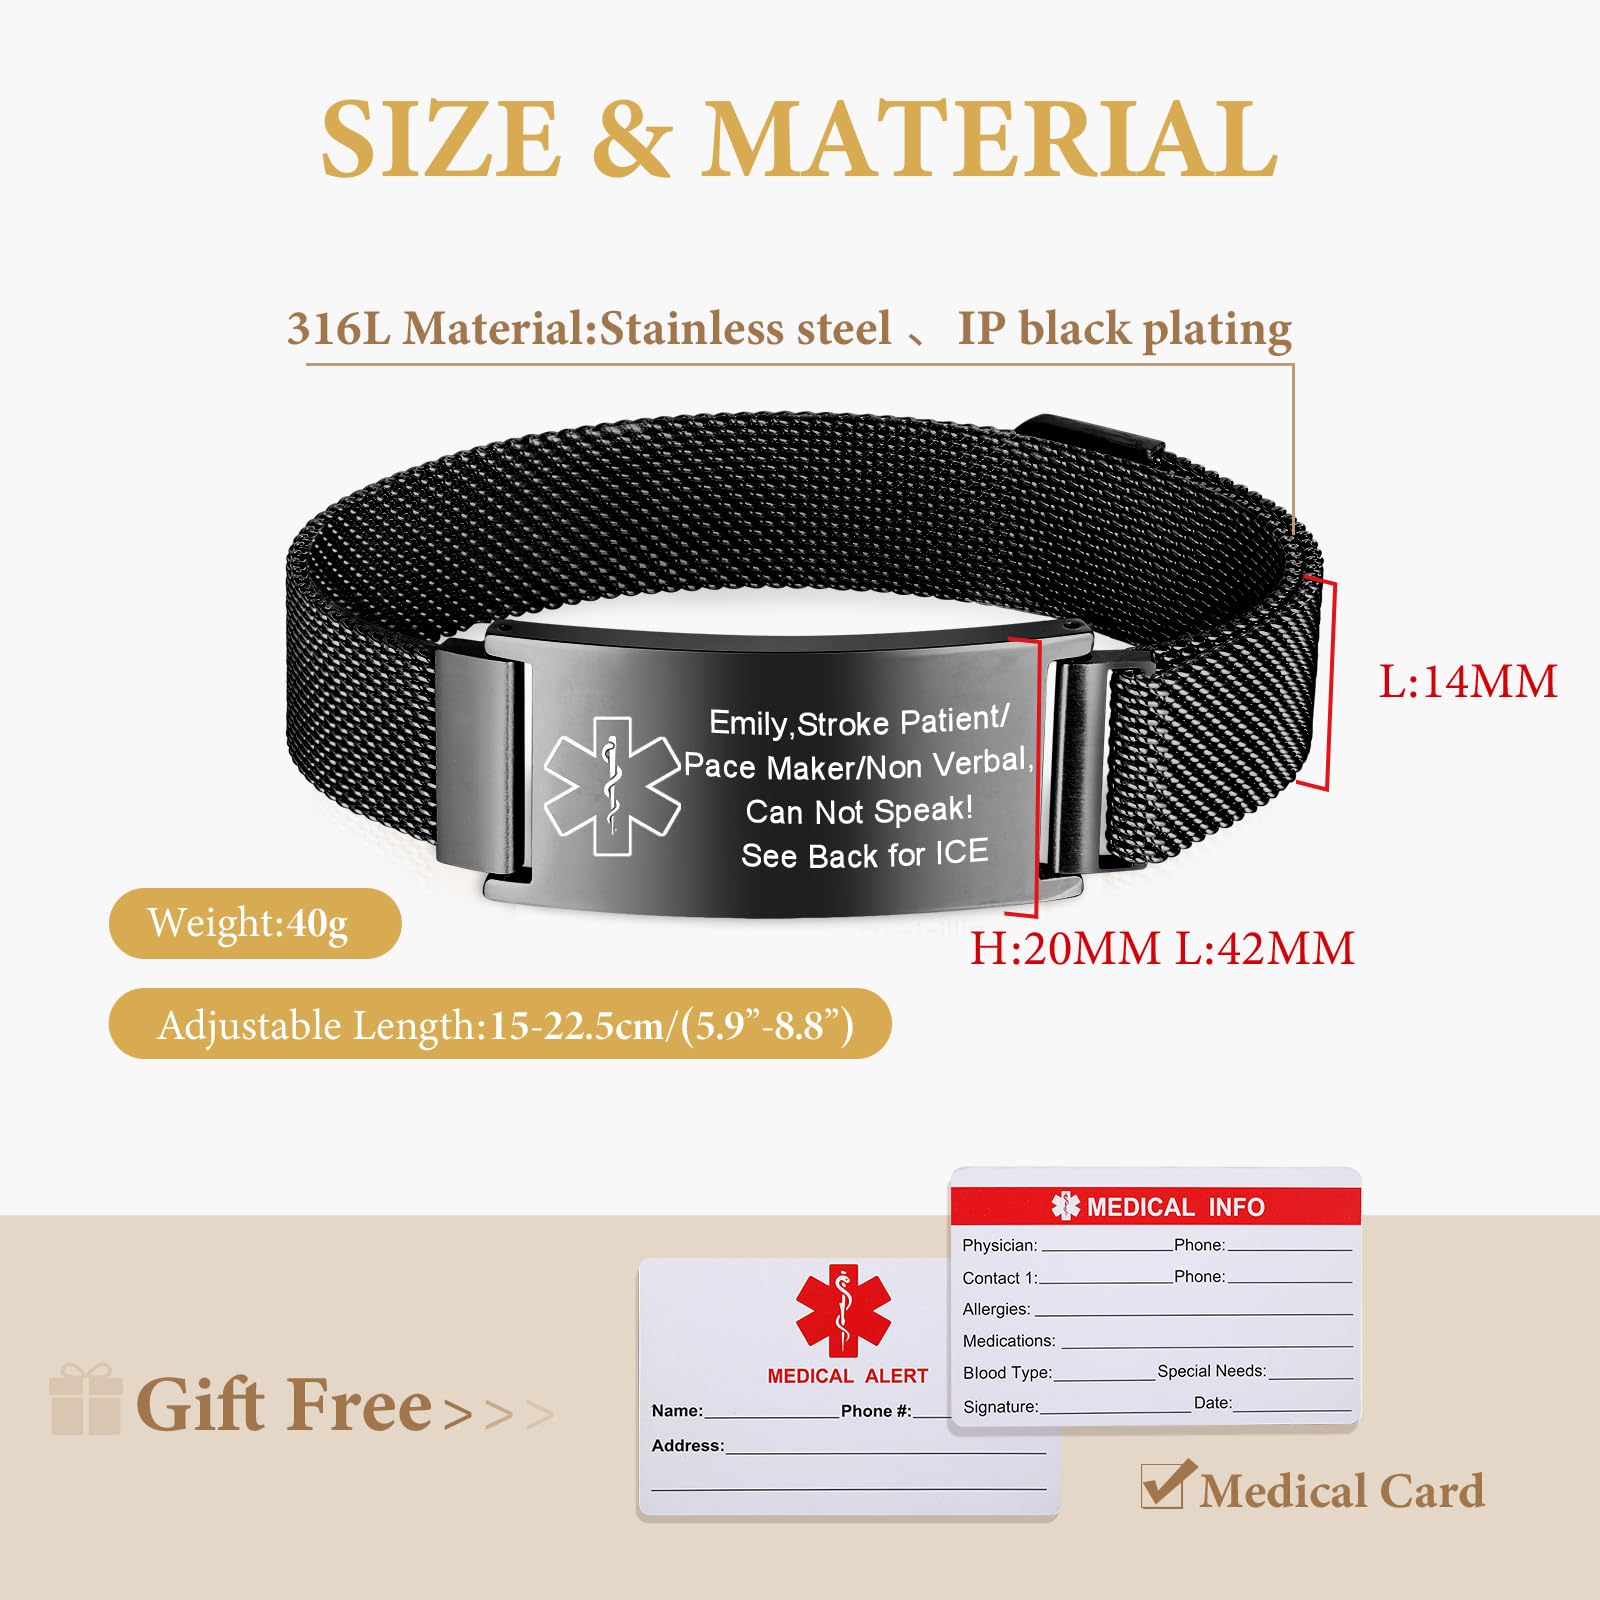 SIZE & MATERIAL
316L Material:Stainless steel 、 IP black plating
L:14MM
Emily,Stroke Patient/
Pace Maker/Non Verbal,
Can Not Speak!
See Back for ICE
H:20MM L:42MM
Weight:40g
Adjustable Length:15-22.5cm/(5.9”-8.8”)
MEDICAL INFO
Physician: Phone:
Contact 1: Phone:
Allergies:
Medications:
Blood Type: Special Needs:
Signature: Date:
MEDICAL ALERT
Name: Phone #:
Address:
Gift Free>>>
Medical Card